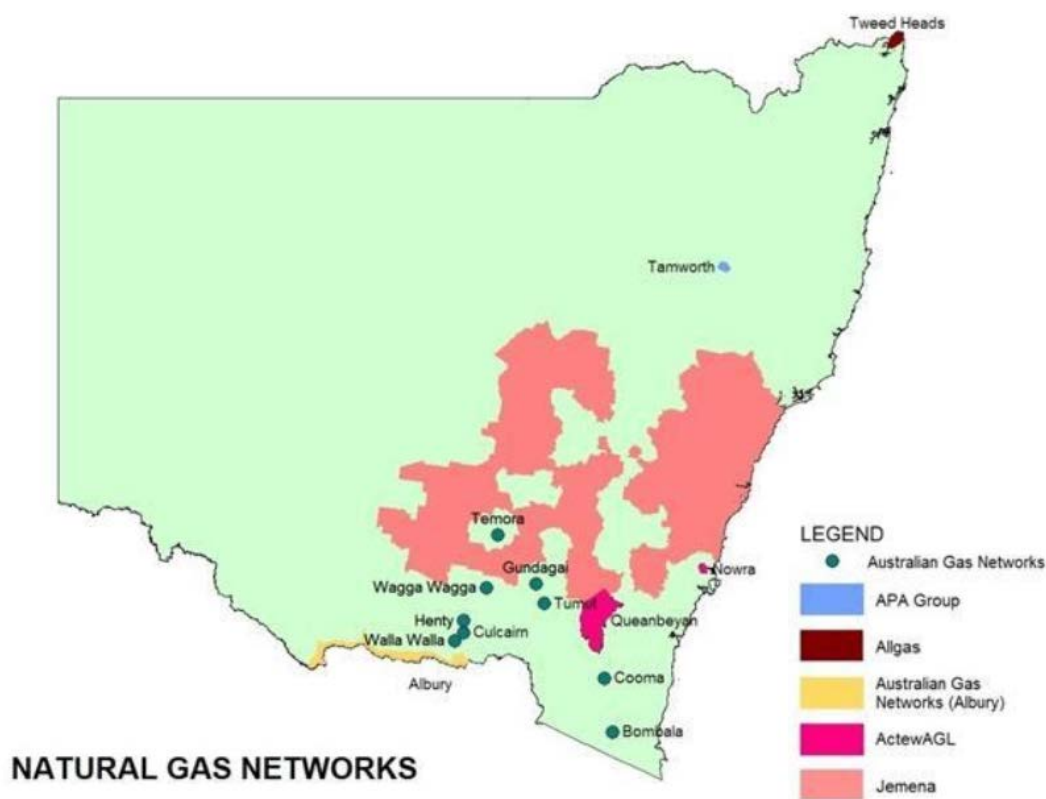 Tweed Heads
Tamworth
Temora
Gundagai
Wagga Wagga
Tumut
Nowra
Henty
Culcairn
Queanbeyan
Walla Walla
Albury
Cooma
Bombala
LEGEND
Australian Gas Networks
APA Group
Allgas
Australian Gas
Networks (Albury)
ActewAGL
Jemena
NATURAL GAS NETWORKS